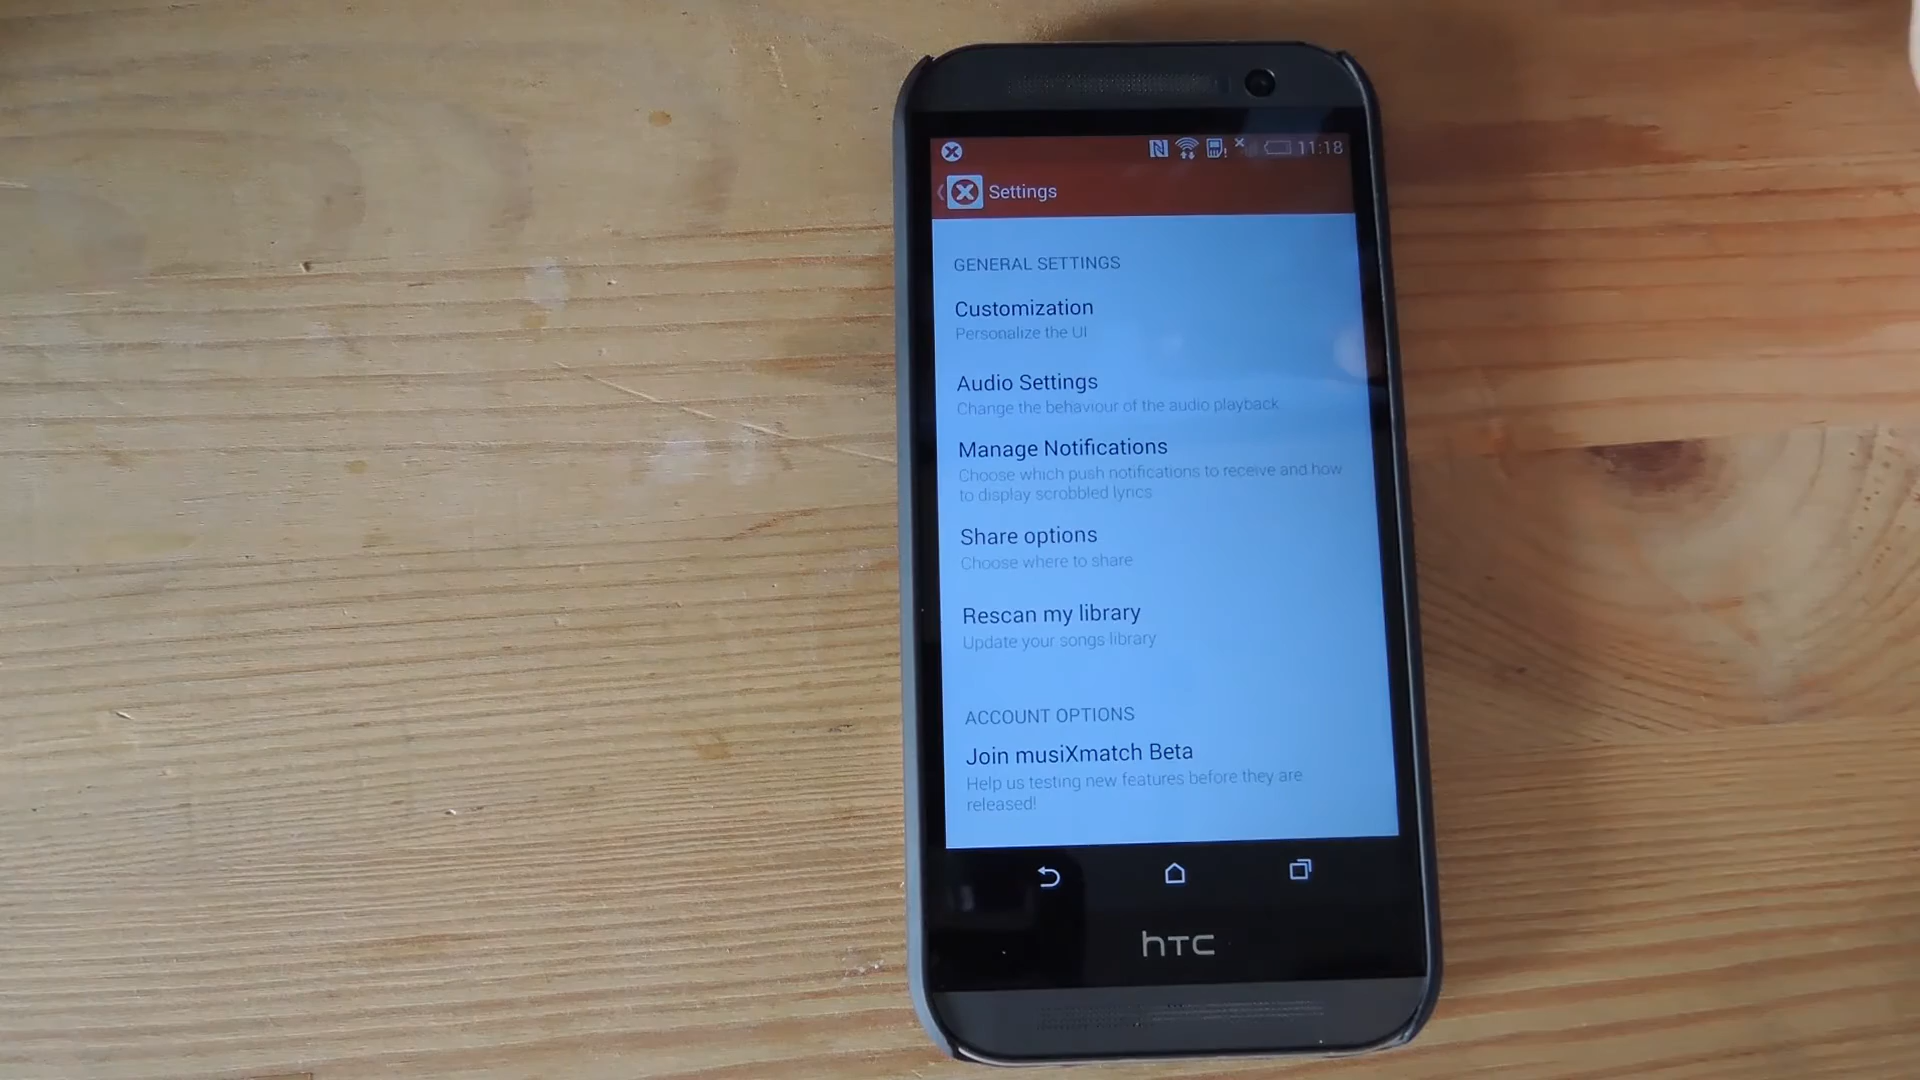 11:18
Settings
GENERAL SETTINGS
Customization
Personalize the UI
Audio Settings
Change the behaviour of the audio playback
Manage Notifications
Choose which push notifications to receive and how
to display scrobbled lyrics
Share options
Choose where to share
Rescan my library
Update your songs library
ACCOUNT OPTIONS
Join musiXmatch Beta
Help us testing new features before they are
released!
hTC